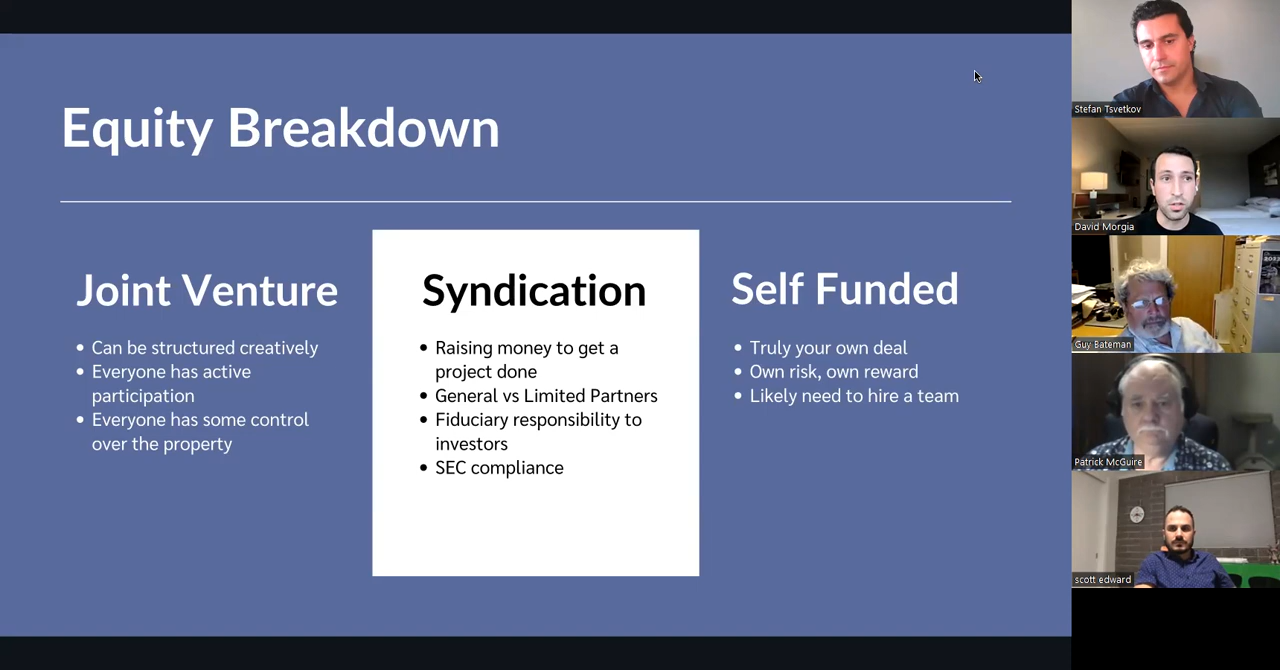 Equity Breakdown
Joint Venture
• Can be structured creatively
• Everyone has active
participation
• Everyone has some control
over the property
Syndication
• Raising money to get a
project done
• General vs Limited Partners
• Fiduciary responsibility to
investors
• SEC compliance
Self Funded
• Truly your own deal
• Own risk, own reward
• Likely need to hire a team
Stefan Tsvetkov
David Morgia
Guy Bateman
Patrick McGuire
scott edward